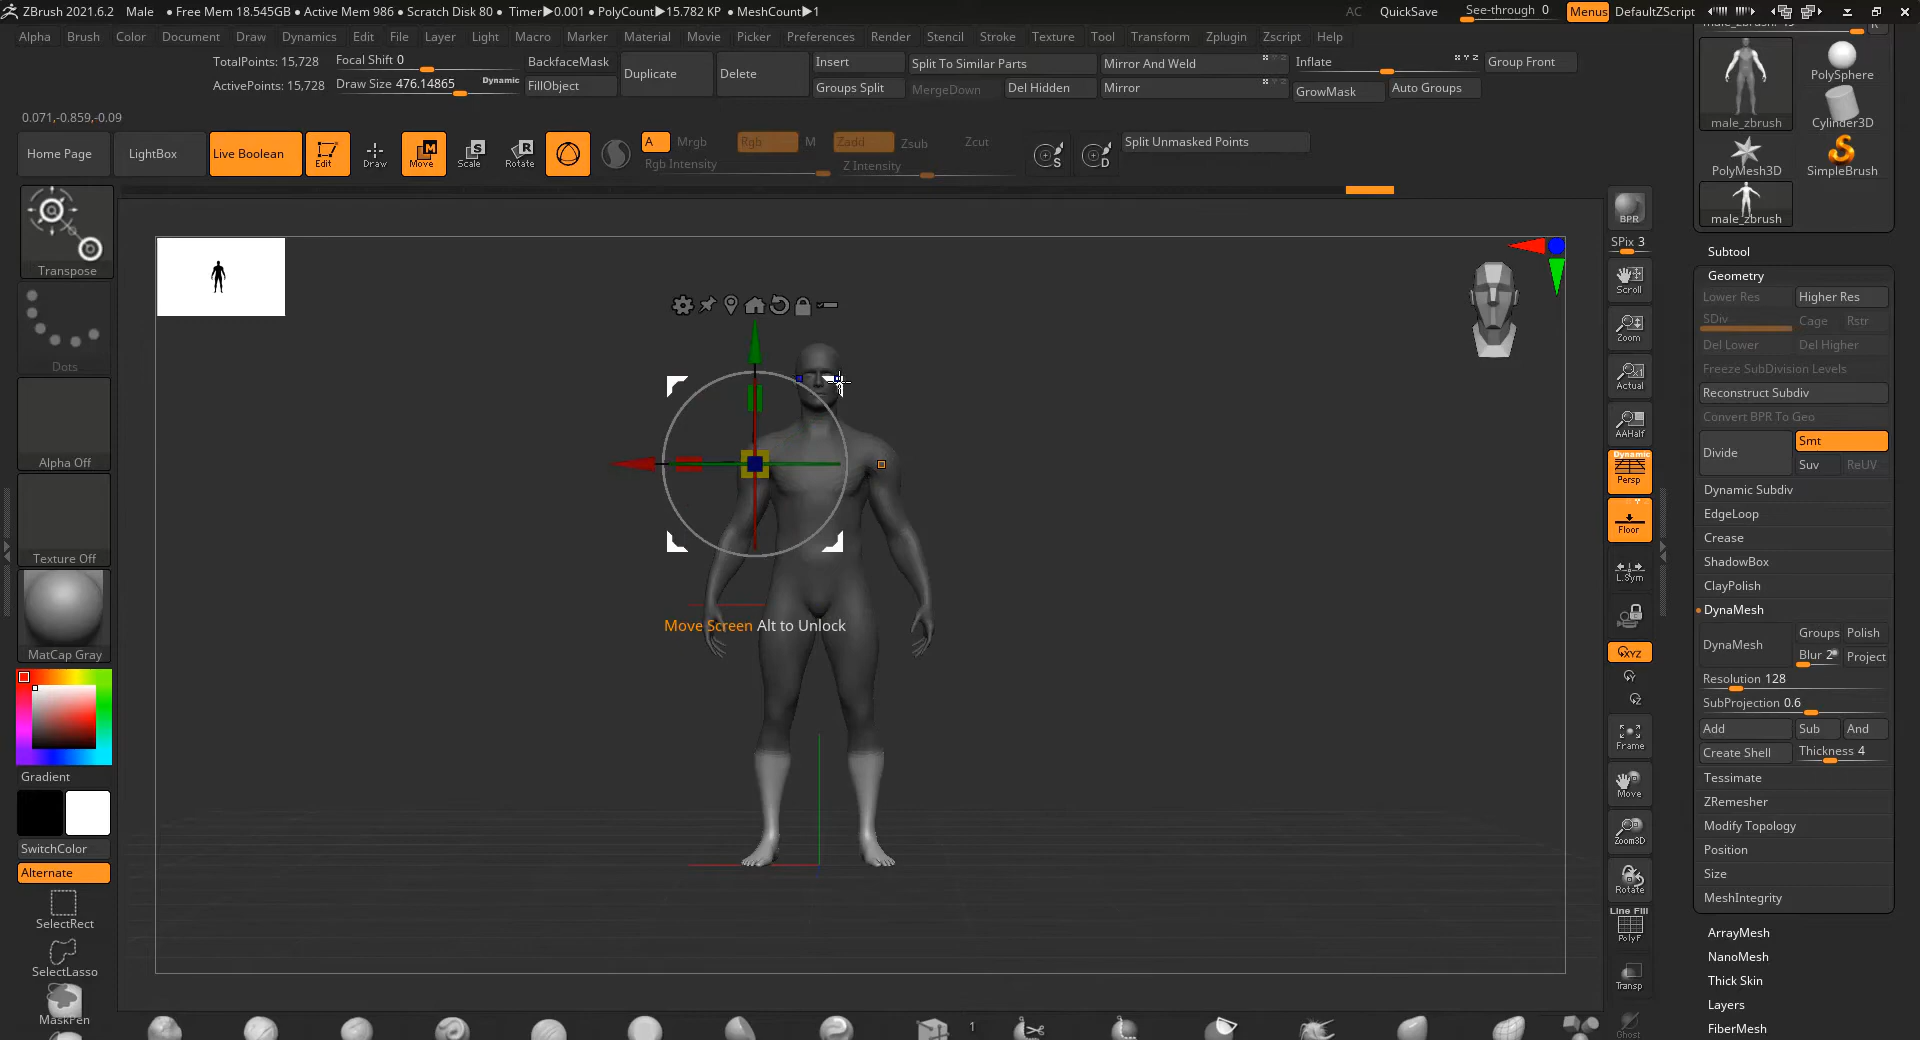 ZBrush 2021.6.2 Male • Free Mem 18.545GB • Active Mem 986 • Scratch Disk 80 • Timer▶0.001 • PolyCount▶15.782 KP • MeshCount▶1 AC QuickSave See-through 0 Menus DefaultZScript
Alpha Brush Color Document Draw Dynamics Edit File Layer Light Macro Marker Material Movie Picker Preferences Render Stencil Stroke Texture Tool Transform Zplugin Zscript Help
TotalPoints: 15,728 Focal Shift 0 BackfaceMask Duplicate Delete Insert Split To Similar Parts Mirror And Weld Inflate Group Front
ActivePoints: 15,728 Draw Size 476.14865 Dynamic FillObject Groups Split MergeDown Del Hidden Mirror GrowMask Auto Groups
0.071,-0.859,-0.09
Home Page LightBox Live Boolean Edit Draw Move Scale Rotate A Mrgb Rgb M Zadd Zsub Zcut S D Split Unmasked Points
Rgb Intensity Z Intensity
Transpose
Dots
Alpha Off
Texture Off
MatCap Gray
Gradient
SwitchColor
Alternate
SelectRect
SelectLasso
MaskPen
Move Screen Alt to Unlock
1
BPR
SPix 3
Scroll
Zoom
Actual
AAHalf
Dynamic
Persp
Floor
L.Sym
XYZ
Y
Z
Frame
Move
Zoom3D
Rotate
Line Fill
PolyF
Transp
Ghost
male_zbrush PolySphere
Cylinder3D
PolyMesh3D SimpleBrush
male_zbrush
Subtool
Geometry
Lower Res Higher Res
SDiv Cage Rstr
Del Lower Del Higher
Freeze SubDivision Levels
Reconstruct Subdiv
Convert BPR To Geo
Divide Smt
Suv ReUV
Dynamic Subdiv
EdgeLoop
Crease
ShadowBox
ClayPolish
DynaMesh
DynaMesh Groups Polish
Blur 2 Project
Resolution 128
SubProjection 0.6
Add Sub And
Create Shell Thickness 4
Tessimate
ZRemesher
Modify Topology
Position
Size
MeshIntegrity
ArrayMesh
NanoMesh
Thick Skin
Layers
FiberMesh